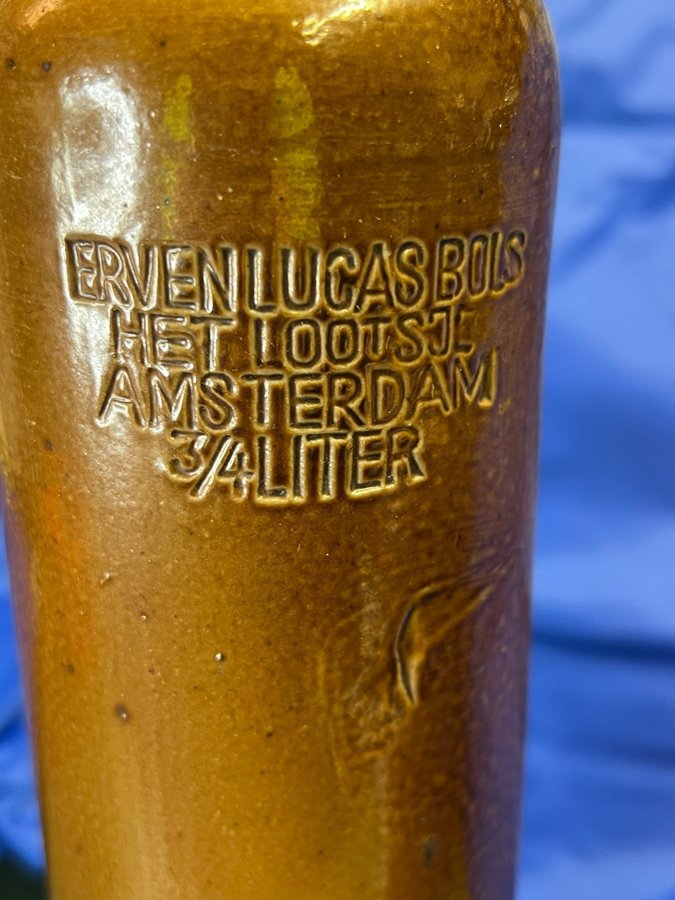 ERVEN LUCAS BOLS
HET LOOTSJE
AMSTERDAM
3/4 LITER